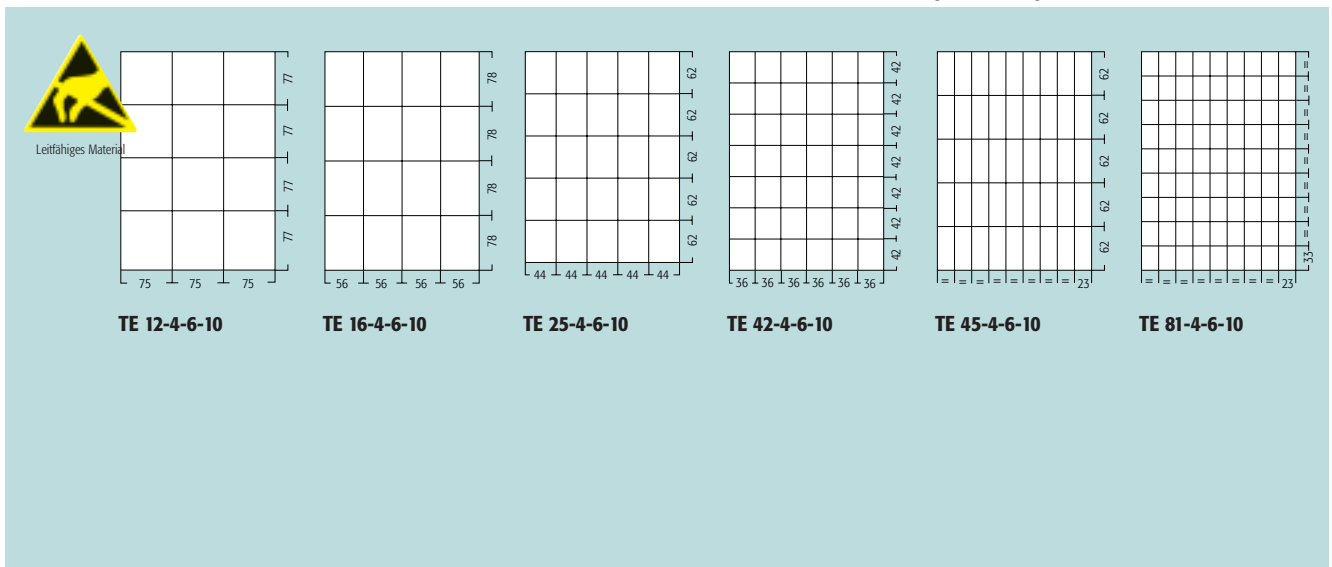 Leitfähiges Material
77
77
77
77
75 75 75
TE 12-4-6-10
78
78
78
78
56 56 56 56
TE 16-4-6-10
62
62
62
62
62
44 44 44 44 44
TE 25-4-6-10
42
42
42
42
42
42
42
36 36 36 36 36 36
TE 42-4-6-10
62
62
62
62
62
= = = = = = = = 23
TE 45-4-6-10
=
=
=
=
=
=
=
=
33
= = = = = = = = 23
TE 81-4-6-10